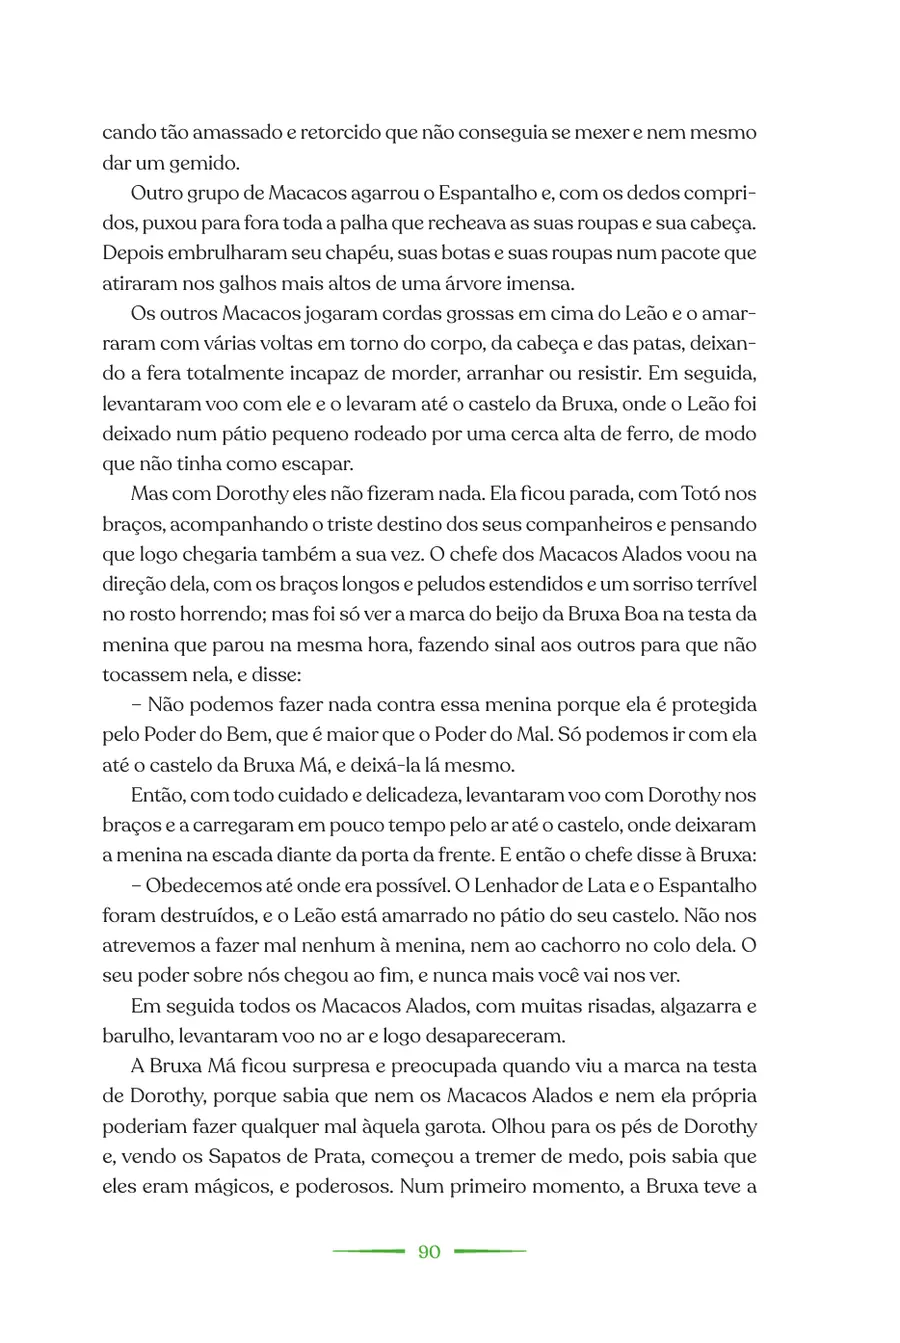 cando tão amassado e retorcido que não conseguia se mexer e nem mesmo
dar um gemido.
Outro grupo de Macacos agarrou o Espantalho e, com os dedos compri-
dos, puxou para fora toda a palha que recheava as suas roupas e sua cabeça.
Depois embrulharam seu chapéu, suas botas e suas roupas num pacote que
atiraram nos galhos mais altos de uma árvore imensa.
Os outros Macacos jogaram cordas grossas em cima do Leão e o amar-
raram com várias voltas em torno do corpo, da cabeça e das patas, deixan-
do a fera totalmente incapaz de morder, arranhar ou resistir. Em seguida,
levantaram voo com ele e o levaram até o castelo da Bruxa, onde o Leão foi
deixado num pátio pequeno rodeado por uma cerca alta de ferro, de modo
que não tinha como escapar.
Mas com Dorothy eles não fizeram nada. Ela ficou parada, com Totó nos
braços, acompanhando o triste destino dos seus companheiros e pensando
que logo chegaria também a sua vez. O chefe dos Macacos Alados voou na
direção dela, com os braços longos e peludos estendidos e um sorriso terrível
no rosto horrendo; mas foi só ver a marca do beijo da Bruxa Boa na testa da
menina que parou na mesma hora, fazendo sinal aos outros para que não
tocassem nela, e disse:
– Não podemos fazer nada contra essa menina porque ela é protegida
pelo Poder do Bem, que é maior que o Poder do Mal. Só podemos ir com ela
até o castelo da Bruxa Má, e deixá-la lá mesmo.
Então, com todo cuidado e delicadeza, levantaram voo com Dorothy nos
braços e a carregaram em pouco tempo pelo ar até o castelo, onde deixaram
a menina na escada diante da porta da frente. E então o chefe disse à Bruxa:
– Obedecemos até onde era possível. O Lenhador de Lata e o Espantalho
foram destruídos, e o Leão está amarrado no pátio do seu castelo. Não nos
atrevemos a fazer mal nenhum à menina, nem ao cachorro no colo dela. O
seu poder sobre nós chegou ao fim, e nunca mais você vai nos ver.
Em seguida todos os Macacos Alados, com muitas risadas, algazarra e
barulho, levantaram voo no ar e logo desapareceram.
A Bruxa Má ficou surpresa e preocupada quando viu a marca na testa
de Dorothy, porque sabia que nem os Macacos Alados e nem ela própria
poderiam fazer qualquer mal àquela garota. Olhou para os pés de Dorothy
e, vendo os Sapatos de Prata, começou a tremer de medo, pois sabia que
eles eram mágicos, e poderosos. Num primeiro momento, a Bruxa teve a
90